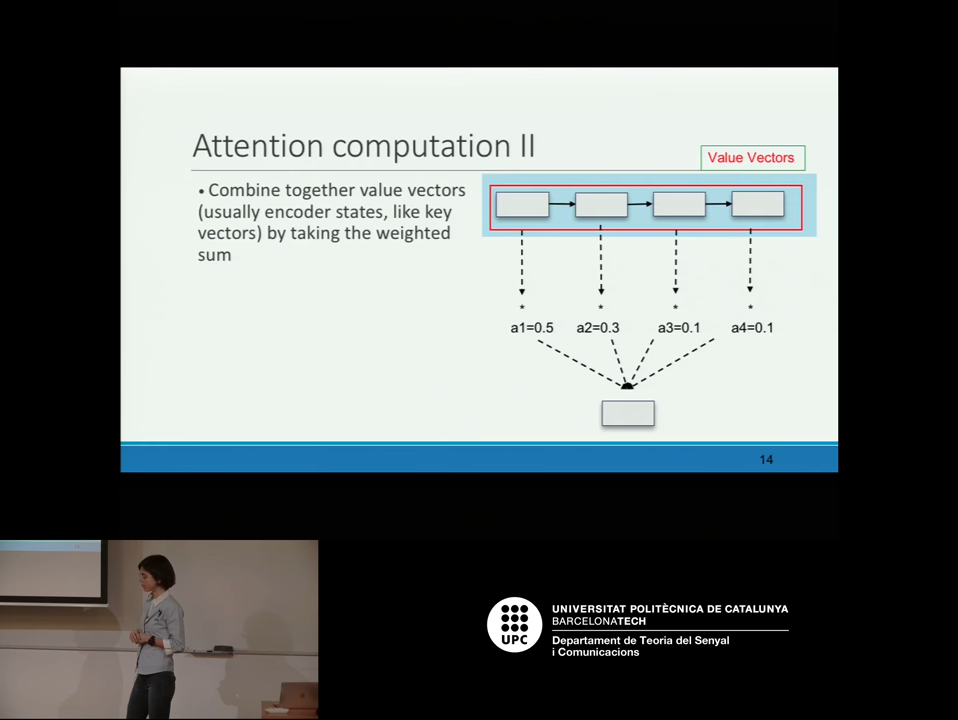 Attention computation II
Value Vectors
• Combine together value vectors
(usually encoder states, like key
vectors) by taking the weighted
sum
* * * *
a1=0.5 a2=0.3 a3=0.1 a4=0.1
14
UPC
UNIVERSITAT POLITÈCNICA DE CATALUNYA
BARCELONATECH
Departament de Teoria del Senyal
i Comunicacions